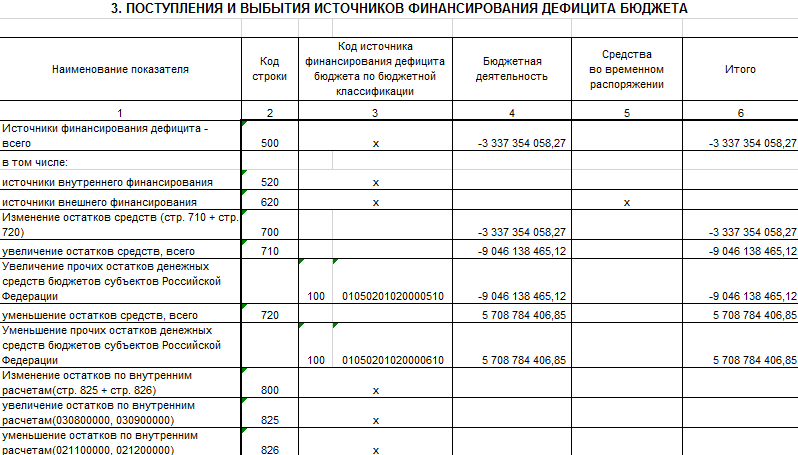 3. ПОСТУПЛЕНИЯ И ВЫБЫТИЯ ИСТОЧНИКОВ ФИНАНСИРОВАНИЯ ДЕФИЦИТА БЮДЖЕТА
Наименование показателя
Код
строки
Код источника
финансирования дефицита
бюджета по бюджетной
классификации
Бюджетная
деятельность
Средства
во временном
распоряжении
Итого
1 2 3 4 5 6
Источники финансирования дефицита -
всего 500 x -3 337 354 058,27 -3 337 354 058,27
в том числе:
источники внутреннего финансирования 520 x
источники внешнего финансирования 620 x x
Изменение остатков средств (стр. 710 + стр.
720) 700 -3 337 354 058,27 -3 337 354 058,27
увеличение остатков средств, всего 710 -9 046 138 465,12 -9 046 138 465,12
Увеличение прочих остатков денежных
средств бюджетов субъектов Российской
Федерации 100 01050201020000510 -9 046 138 465,12 -9 046 138 465,12
уменьшение остатков средств, всего 720 5 708 784 406,85 5 708 784 406,85
Уменьшение прочих остатков денежных
средств бюджетов субъектов Российской
Федерации 100 01050201020000610 5 708 784 406,85 5 708 784 406,85
Изменение остатков по внутренним
расчетам(стр. 825 + стр. 826) 800 x
увеличение остатков по внутренним
расчетам(030800000, 030900000) 825 x
уменьшение остатков по внутренним
расчетам(021100000, 021200000) 826 x